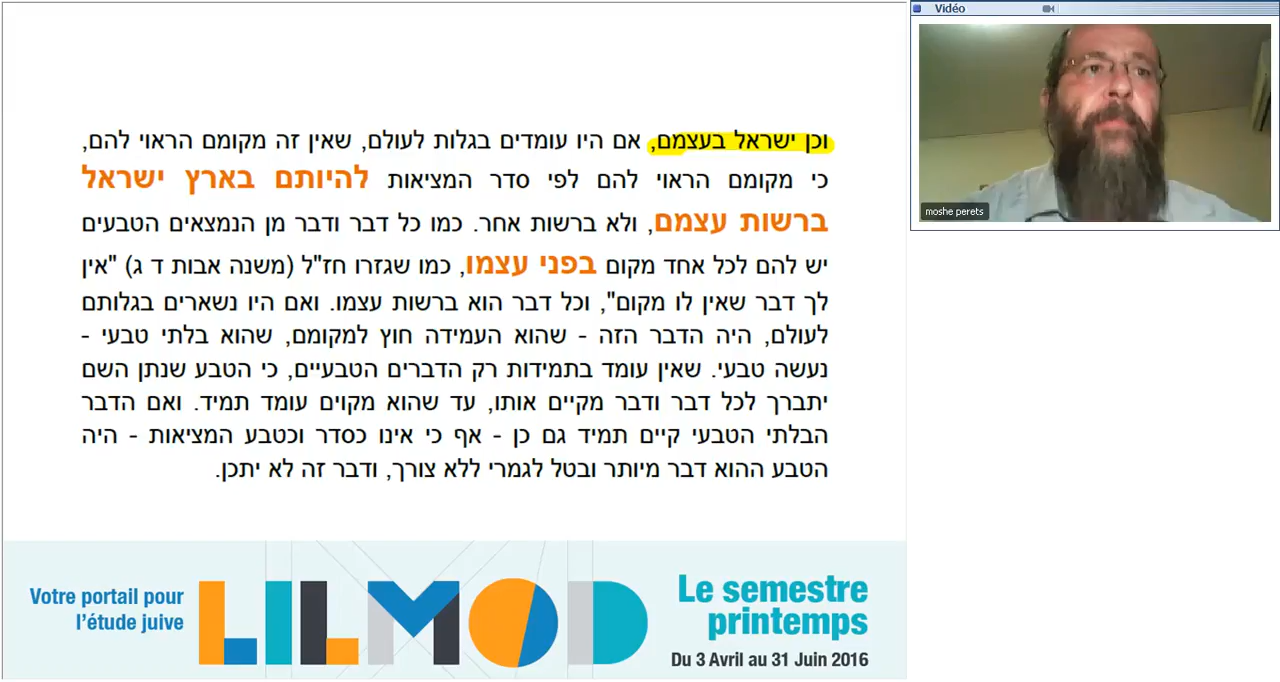 וכן ישראל בעצמם, אם היו עומדים בגלות לעולם, שאין זה מקומם הראוי להם,
כי מקומם הראוי להם לפי סדר המציאות להיותם בארץ ישראל
ברשות עצמם, ולא ברשות אחר. כמו כל דבר ודבר מן הנמצאים הטבעים
יש להם לכל אחד מקום בפני עצמו, כמו שגזרו חז"ל (משנה אבות ד ג) "אין
לך דבר שאין לו מקום", וכל דבר הוא ברשות עצמו. ואם היו נשארים בגלותם
לעולם, היה הדבר הזה - שהוא העמידה חוץ למקומם, שהוא בלתי טבעי -
נעשה טבעי. שאין עומד בתמידות רק הדברים הטבעיים, כי הטבע שנתן השם
יתברך לכל דבר ודבר מקיים אותו, עד שהוא מקוים עומד תמיד. ואם הדבר
הבלתי הטבעי קיים תמיד גם כן - אף כי אינו כסדר וכטבע המציאות - היה
הטבע ההוא דבר מיותר ובטל לגמרי ללא צורך, ודבר זה לא יתכן.
Votre portail pour
l'étude juive
LILMOD
Le semestre
printemps
Du 3 Avril au 31 Juin 2016
Vidéo
moshe perets